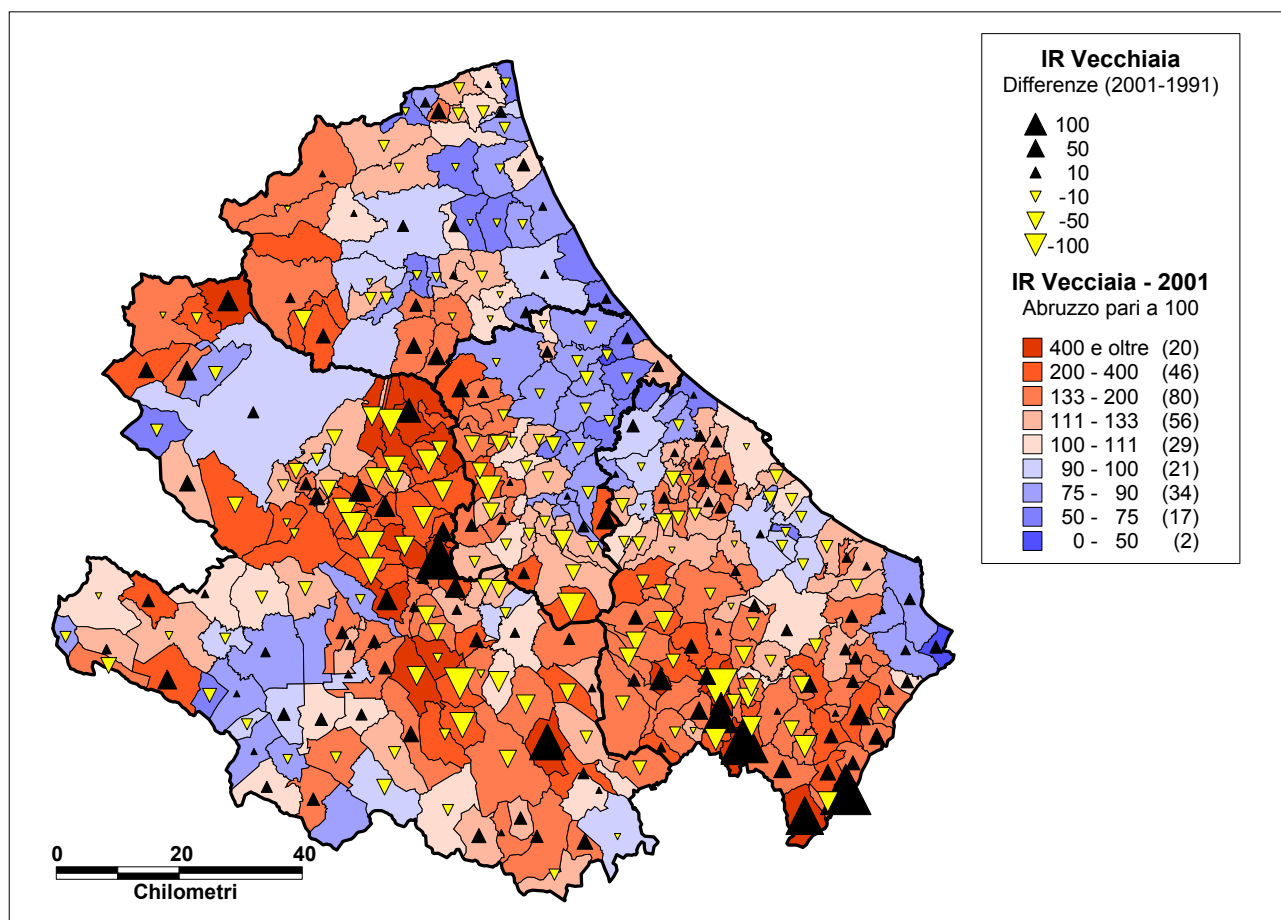 IR Vecchiaia
Differenze (2001-1991)
100
50
10
-10
-50
-100
IR Vecciaia - 2001
Abruzzo pari a 100
400 e oltre (20)
200 - 400 (46)
133 - 200 (80)
111 - 133 (56)
100 - 111 (29)
90 - 100 (21)
75 - 90 (34)
50 - 75 (17)
0 - 50 (2)
0 20 40
Chilometri